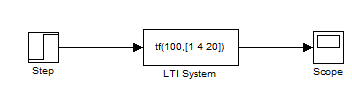 tf(100,[1 4 20])
Step
LTI System
Scope